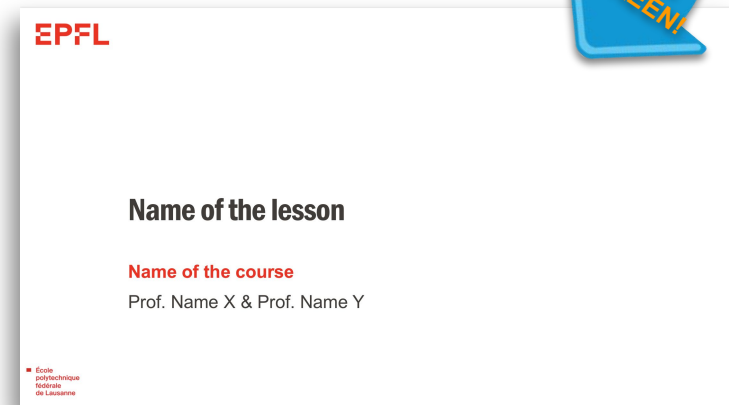 EPFL
Name of the lesson
Name of the course
Prof. Name X & Prof. Name Y
École
polytechnique
fédérale
de Lausanne